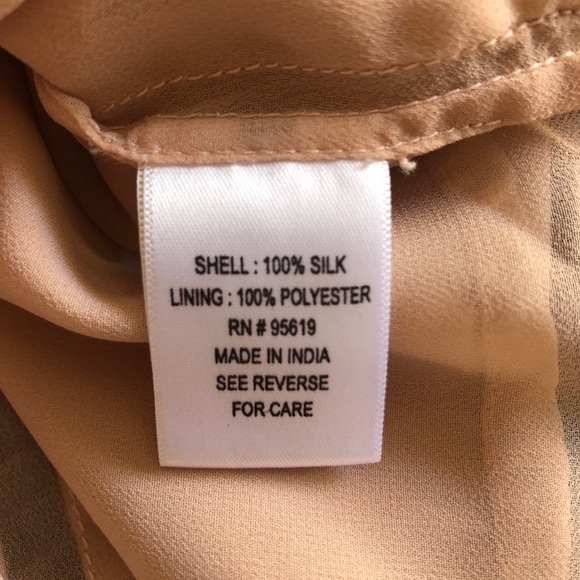 SHELL : 100% SILK
LINING : 100% POLYESTER
RN # 95619
MADE IN INDIA
SEE REVERSE
FOR CARE